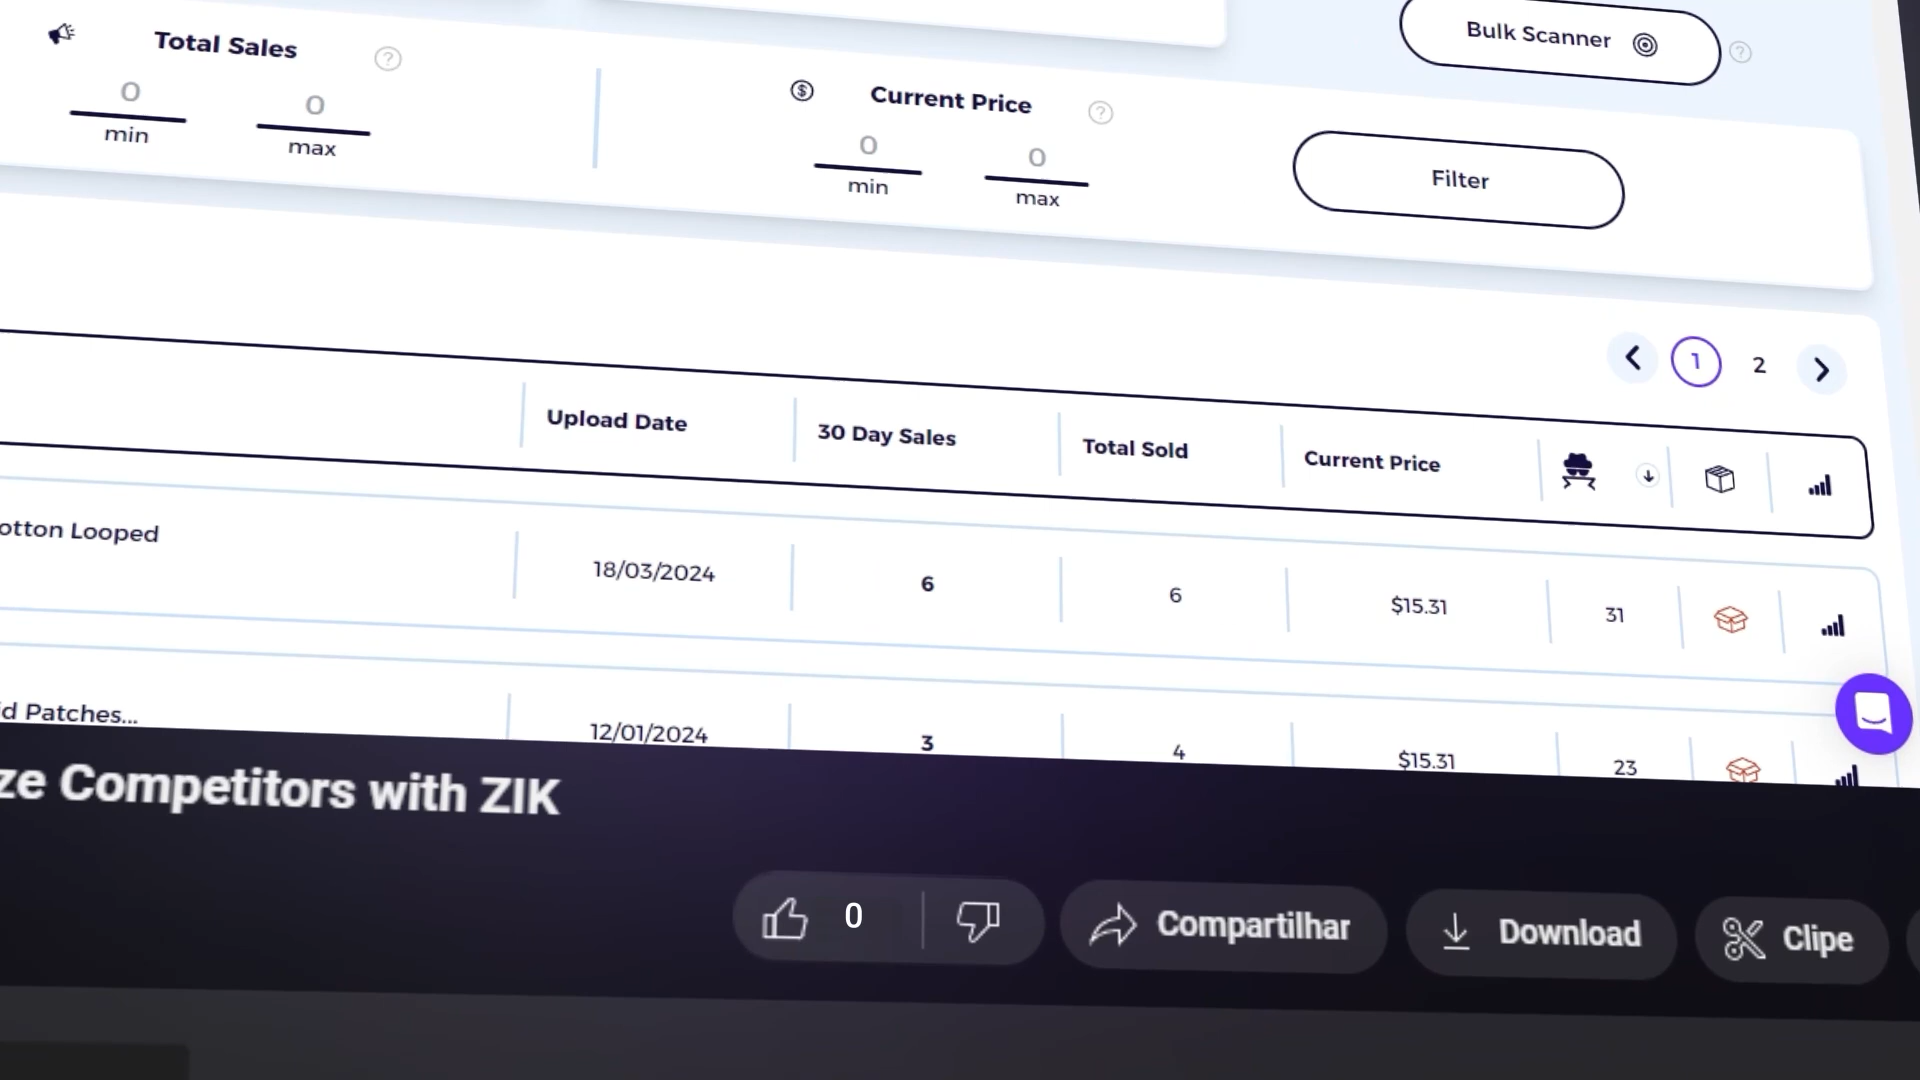 Bulk Scanner
Total Sales
0
min
0
max
Current Price
0
min
0
max
Filter
1 2
Upload Date
30 Day Sales
Total Sold
Current Price
otton Looped
18/03/2024
6
6
$15.31
31
id Patches...
12/01/2024
3
4
$15.31
23
ze Competitors with ZIK
0
Compartilhar
Download
Clipe